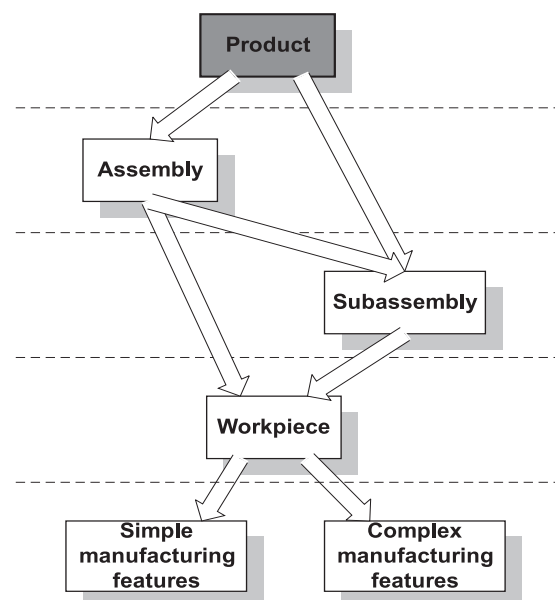 Product
Assembly
Subassembly
Workpiece
Simple
manufacturing
features
Complex
manufacturing
features